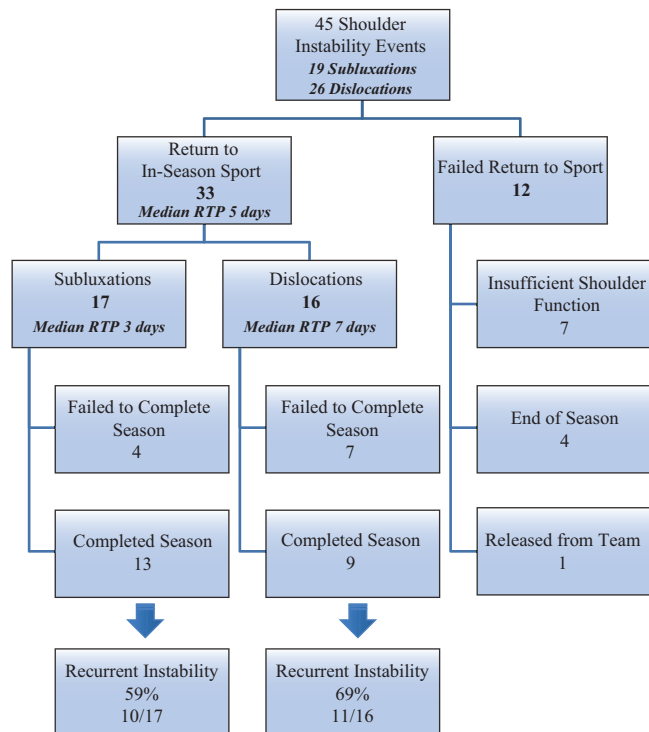 45 Shoulder
Instability Events
19 Subluxations
26 Dislocations
Return to
In-Season Sport
33
Median RTP 5 days
Failed Return to Sport
12
Subluxations
17
Median RTP 3 days
Dislocations
16
Median RTP 7 days
Insufficient Shoulder
Function
7
Failed to Complete
Season
4
Failed to Complete
Season
7
End of Season
4
Completed Season
13
Completed Season
9
Released from Team
1
Recurrent Instability
59%
10/17
Recurrent Instability
69%
11/16